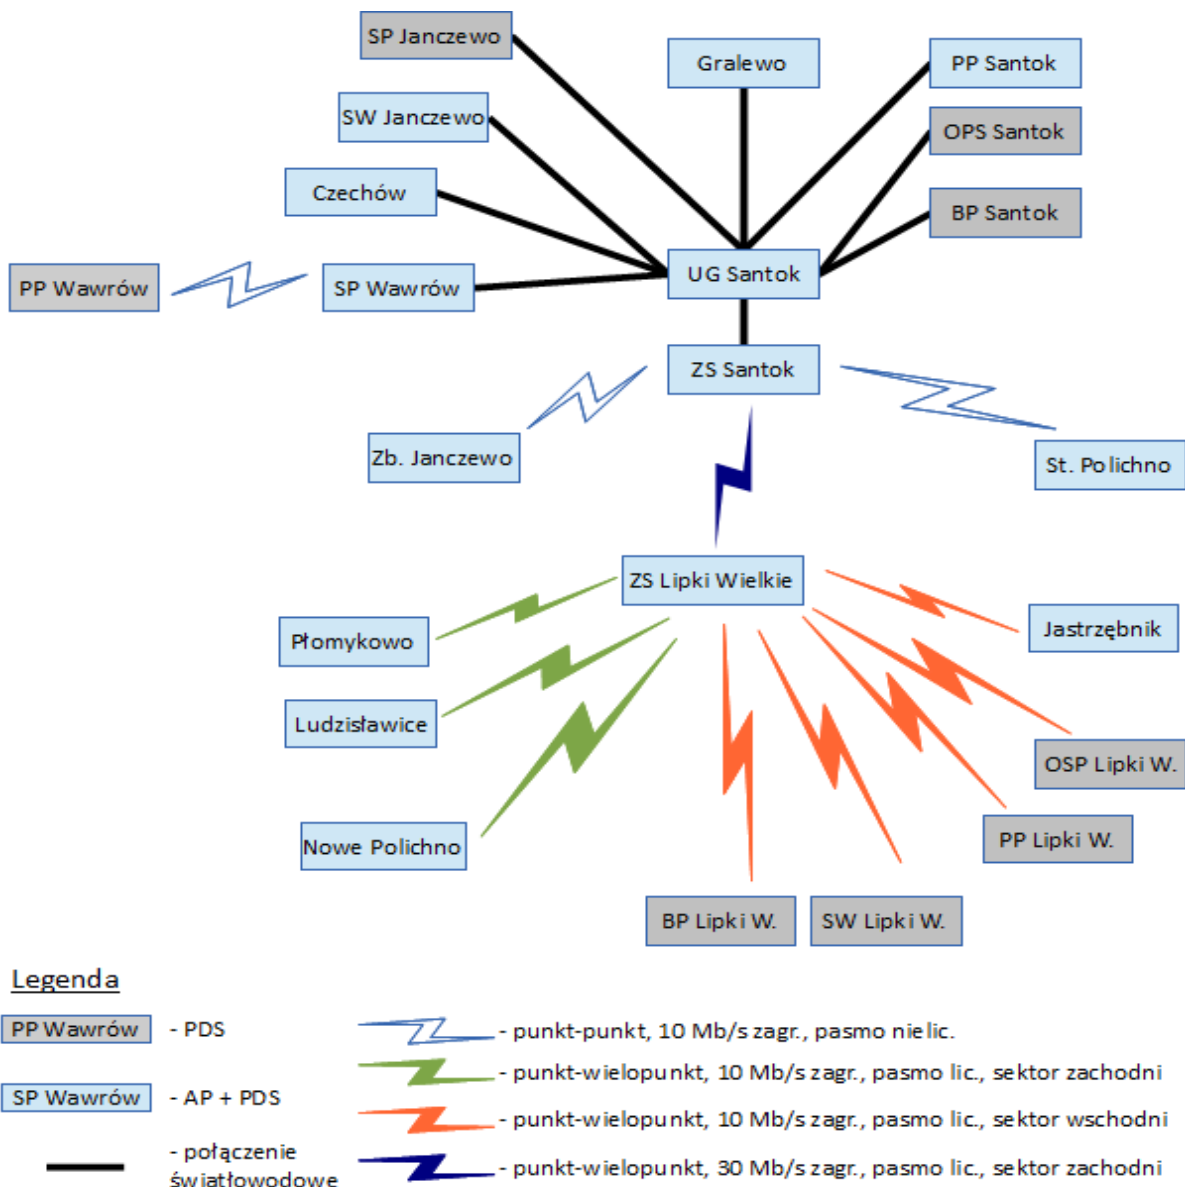 SP Janczewo
Gralewo
PP Santok
SW Janczewo
OPS Santok
Czechów
BP Santok
PP Wawrów
SP Wawrów
UG Santok
ZS Santok
Zb. Janczewo
St. Polichno
ZS Lipki Wielkie
Płomykowo
Jastrzębnik
Ludzisławice
OSP Lipki W.
Nowe Polichno
PP Lipki W.
BP Lipki W.
SW Lipki W.
Legenda
PP Wawrów - PDS
- punkt-punkt, 10 Mb/s zagr., pasmo nielic.
- punkt-wielopunkt, 10 Mb/s zagr., pasmo lic., sektor zachodni
SP Wawrów - AP + PDS
- punkt-wielopunkt, 10 Mb/s zagr., pasmo lic., sektor wschodni
- połączenie
światłowodowe
- punkt-wielopunkt, 30 Mb/s zagr., pasmo lic., sektor zachodni